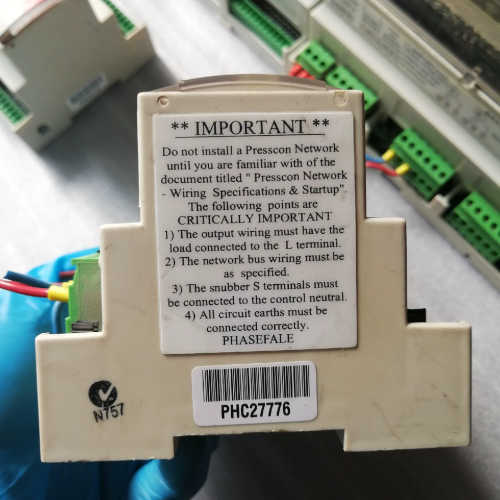 ** IMPORTANT **
Do not install a Presscon Network
until you are familiar with of the
document titled " Presscon Network
- Wiring Specifications & Startup".
The following points are
CRITICALLY IMPORTANT
1) The output wiring must have the
load connected to the L terminal.
2) The network bus wiring must be
as specified.
3) The snubber S terminals must
be connected to the control neutral.
4) All circuit earths must be
connected correctly.
PHASEFALE
N757
PHC27776